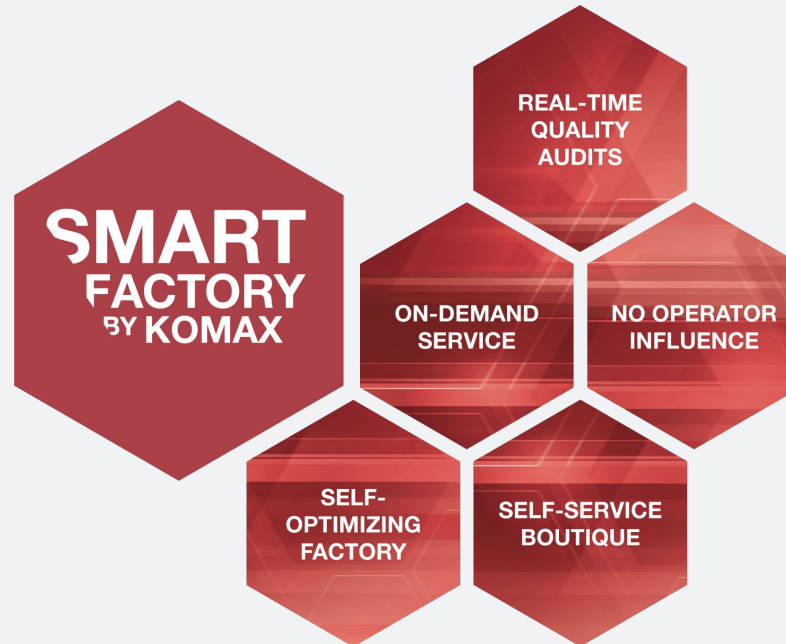 SMART
FACTORY
BY KOMAX
REAL-TIME
QUALITY
AUDITS
ON-DEMAND
SERVICE
NO OPERATOR
INFLUENCE
SELF-
OPTIMIZING
FACTORY
SELF-SERVICE
BOUTIQUE